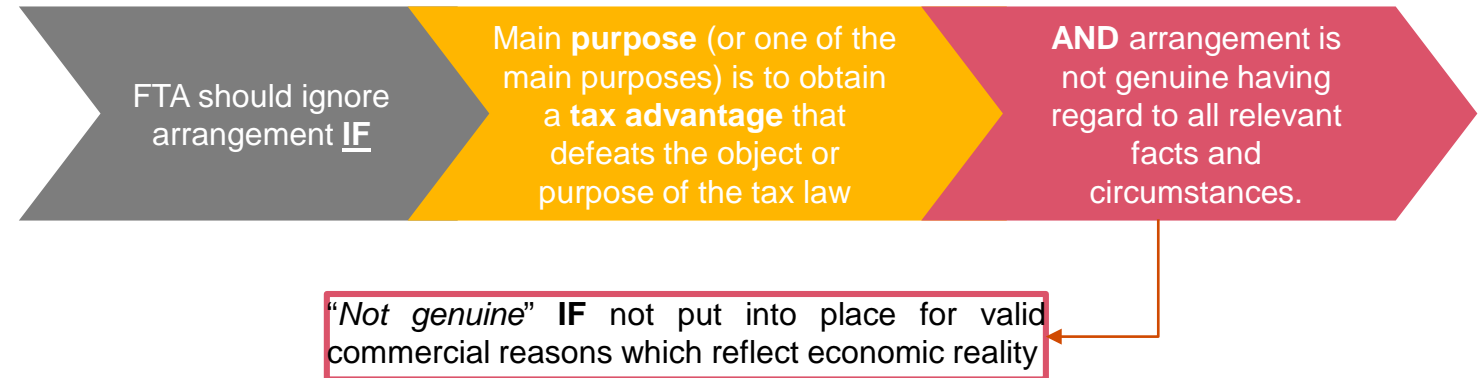 FTA should ignore
arrangement IF
Main purpose (or one of the
main purposes) is to obtain
a tax advantage that
defeats the object or
purpose of the tax law
AND arrangement is
not genuine having
regard to all relevant
facts and
circumstances.
“Not genuine” IF not put into place for valid
commercial reasons which reflect economic reality